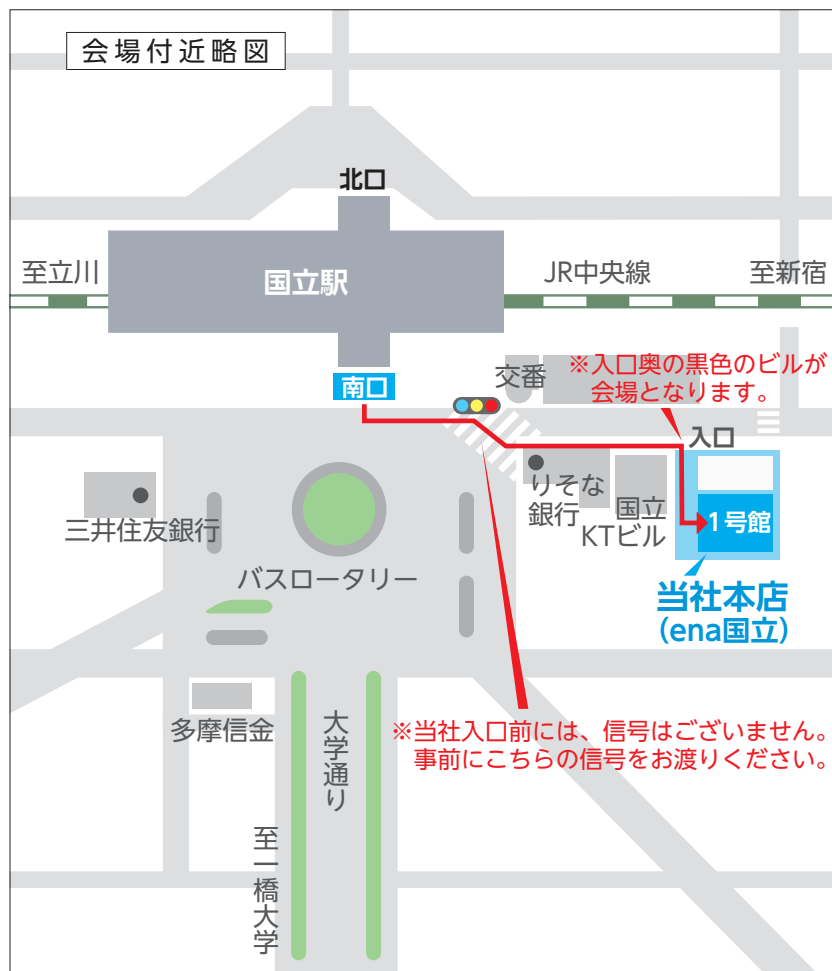 会場付近略図
北口
至立川
国立駅
JR中央線
至新宿
南口
交番
※入口奥の黒色のビルが
会場となります。
入口
三井住友銀行
りそな
銀行
国立
KTビル
1号館
バスロータリー
当社本店
(ena国立)
多摩信金
大学通り
※当社入口前には、信号はございません。
事前にこちらの信号をお渡りください。
至一橋大学